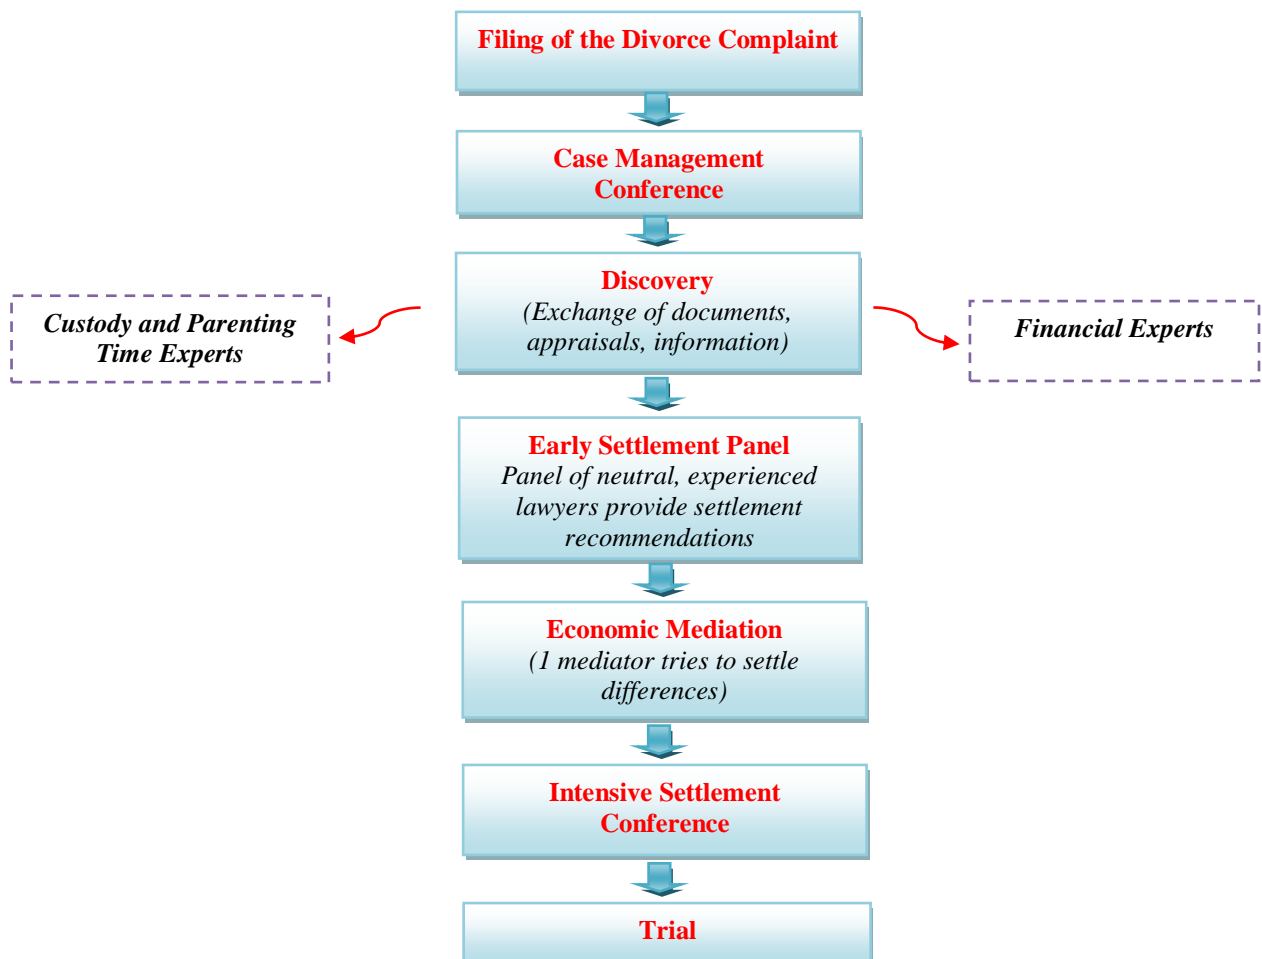 Filing of the Divorce Complaint
Case Management
Conference
Discovery
(Exchange of documents,
appraisals, information)
Custody and Parenting
Time Experts
Financial Experts
Early Settlement Panel
Panel of neutral, experienced
lawyers provide settlement
recommendations
Economic Mediation
(1 mediator tries to settle
differences)
Intensive Settlement
Conference
Trial